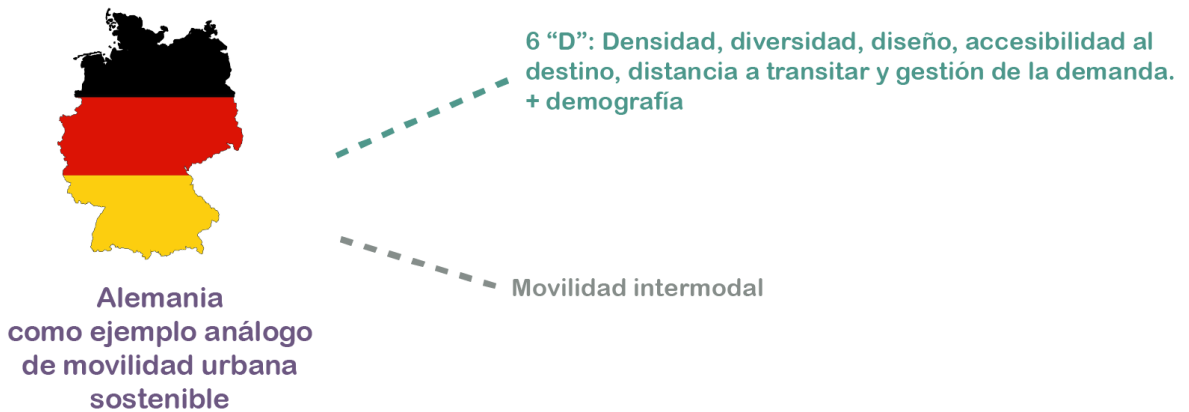 6 “D”: Densidad, diversidad, diseño, accesibilidad al
destino, distancia a transitar y gestión de la demanda.
+ demografía
Movilidad intermodal
Alemania
como ejemplo análogo
de movilidad urbana
sostenible